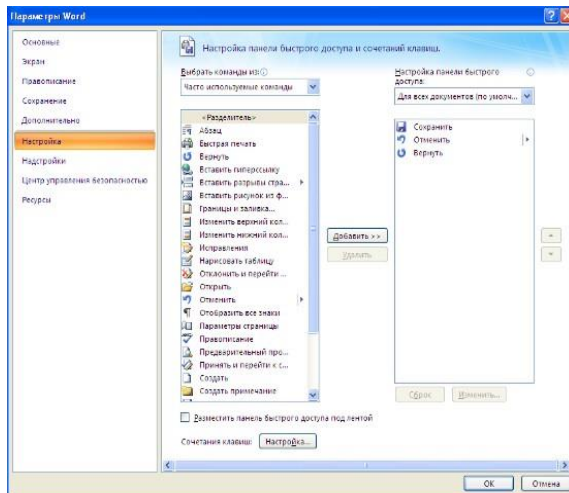 Параметры Word
Основные
Экран
Правописание
Сохранение
Дополнительно
Настройка
Надстройки
Центр управления безопасностью
Ресурсы
Настройка панели быстрого доступа и сочетаний клавиш.
Выбрать команды из:
Часто используемые команды
<Разделитель>
Абзац
Быстрая печать
Вернуть
Вставить гиперссылку
Вставить разрывы стра...
Вставить рисунок из ф...
Границы и заливка...
Изменить верхний кол...
Изменить нижний кол...
Исправления
Нарисовать таблицу
Отклонить и перейти ...
Открыть
Отменить
Отобразить все знаки
Параметры страницы
Правописание
Предварительный про...
Принять и перейти к с...
Создать
Создать примечание
Добавить >>
Удалить
Настройка панели быстрого
доступа:
Для всех документов (по умолч...
Сохранить
Отменить
Вернуть
Сброс
Изменить...
Разместить панель быстрого доступа под лентой
Сочетания клавиш:
Настройка...
ОК
Отмена